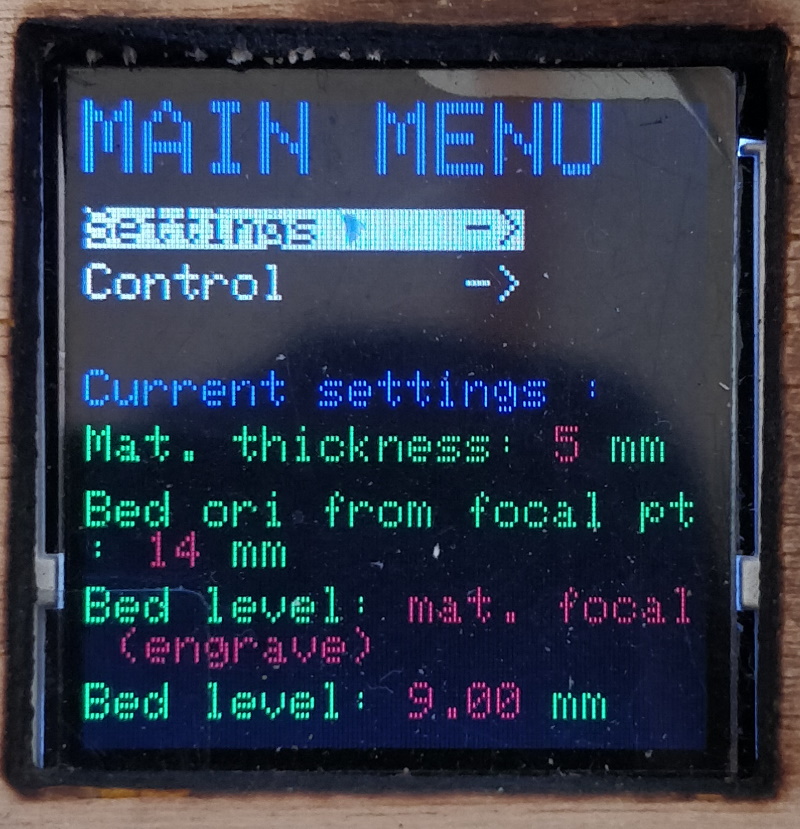 MAIN MENU
Settings ->
Control ->
Current settings :
Mat. thickness: 5 mm
Bed ori from focal pt
: 14 mm
Bed level: mat. focal
(engrave)
Bed level: 9.00 mm